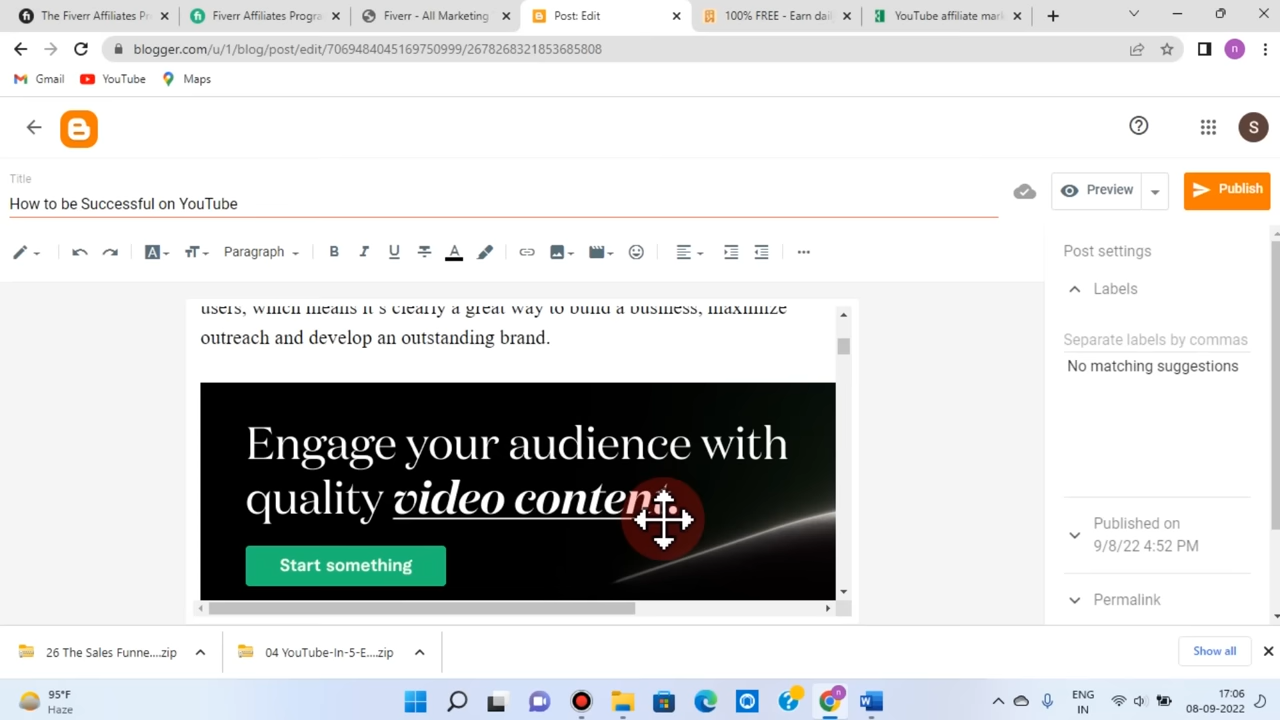 The Fiverr Affiliates Pr
Fiverr Affiliates Progra
Fiverr - All Marketing
Post: Edit
100% FREE - Earn dai
YouTube affiliate mar
blogger.com/u/1/blog/post/edit/7069484045169750999/2678268321853685808
n
Gmail
YouTube
Maps
S
Title
How to be Successful on YouTube
Preview
Publish
Paragraph
B
I
U
A
Post settings
Labels
Separate labels by commas
No matching suggestions
Published on
9/8/22 4:52 PM
Permalink
users, which means it's clearly a great way to build a business, maximize
outreach and develop an outstanding brand.
Engage your audience with
quality video content.
Start something
26 The Sales Funne....zip
04 YouTube-In-5-E....zip
Show all
95°F
Haze
ENG
IN
17:06
08-09-2022